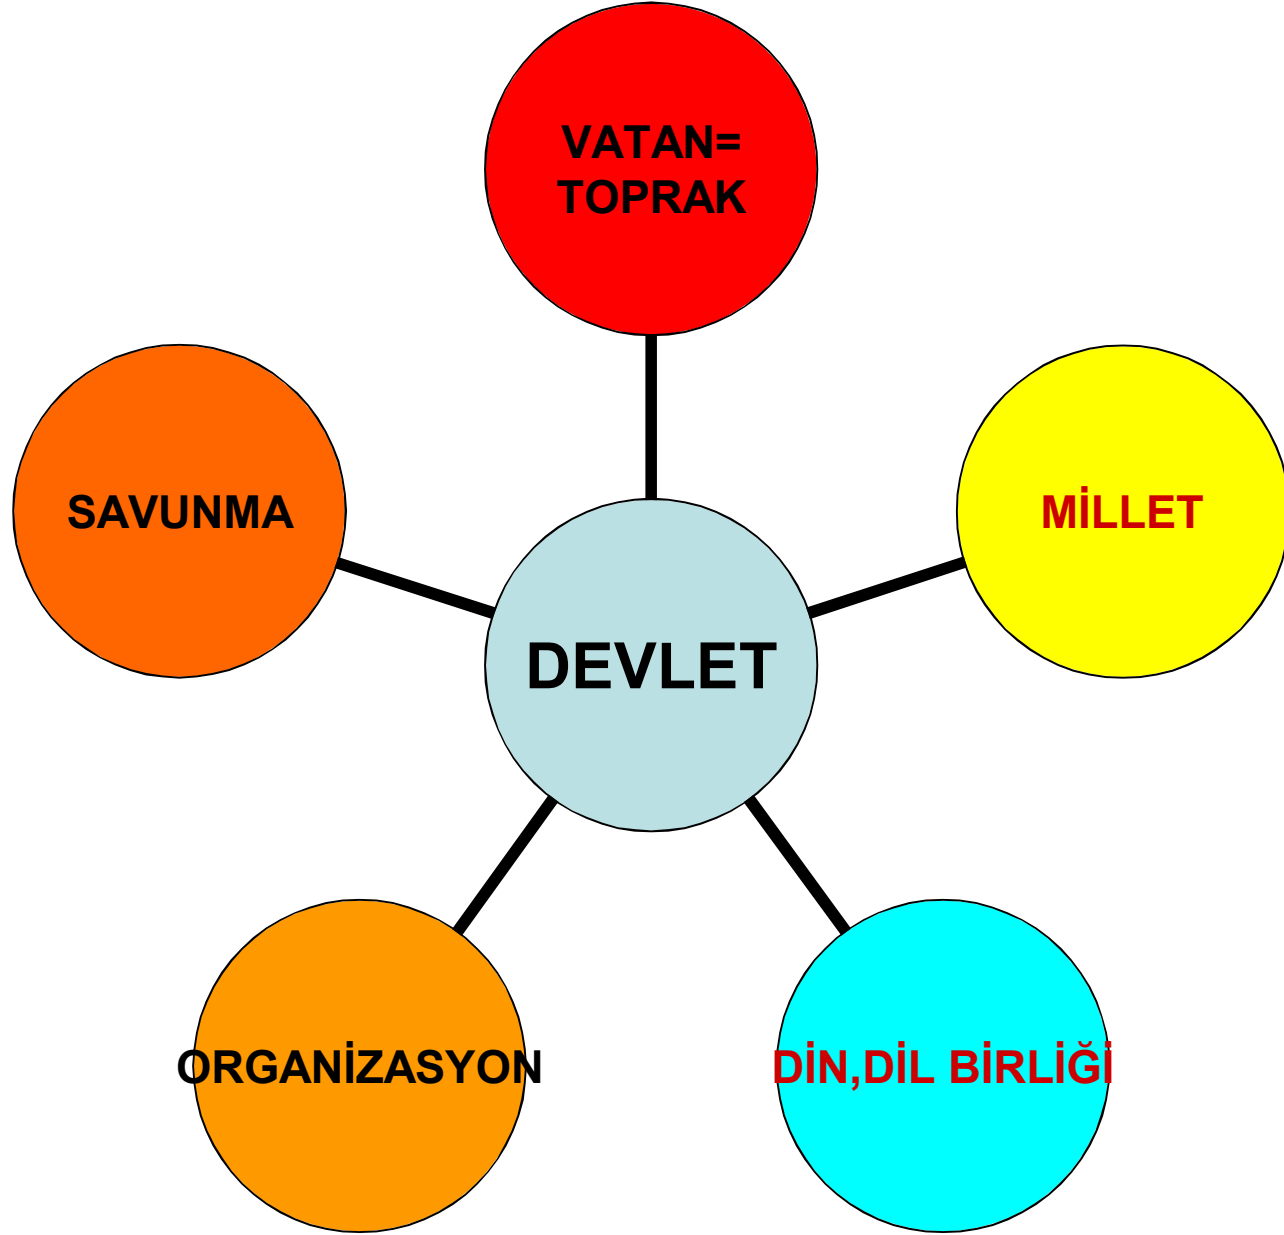 VATAN=
TOPRAK
SAVUNMA
MİLLET
DEVLET
ORGANİZASYON
DİN,DİL BİRLİĞİ